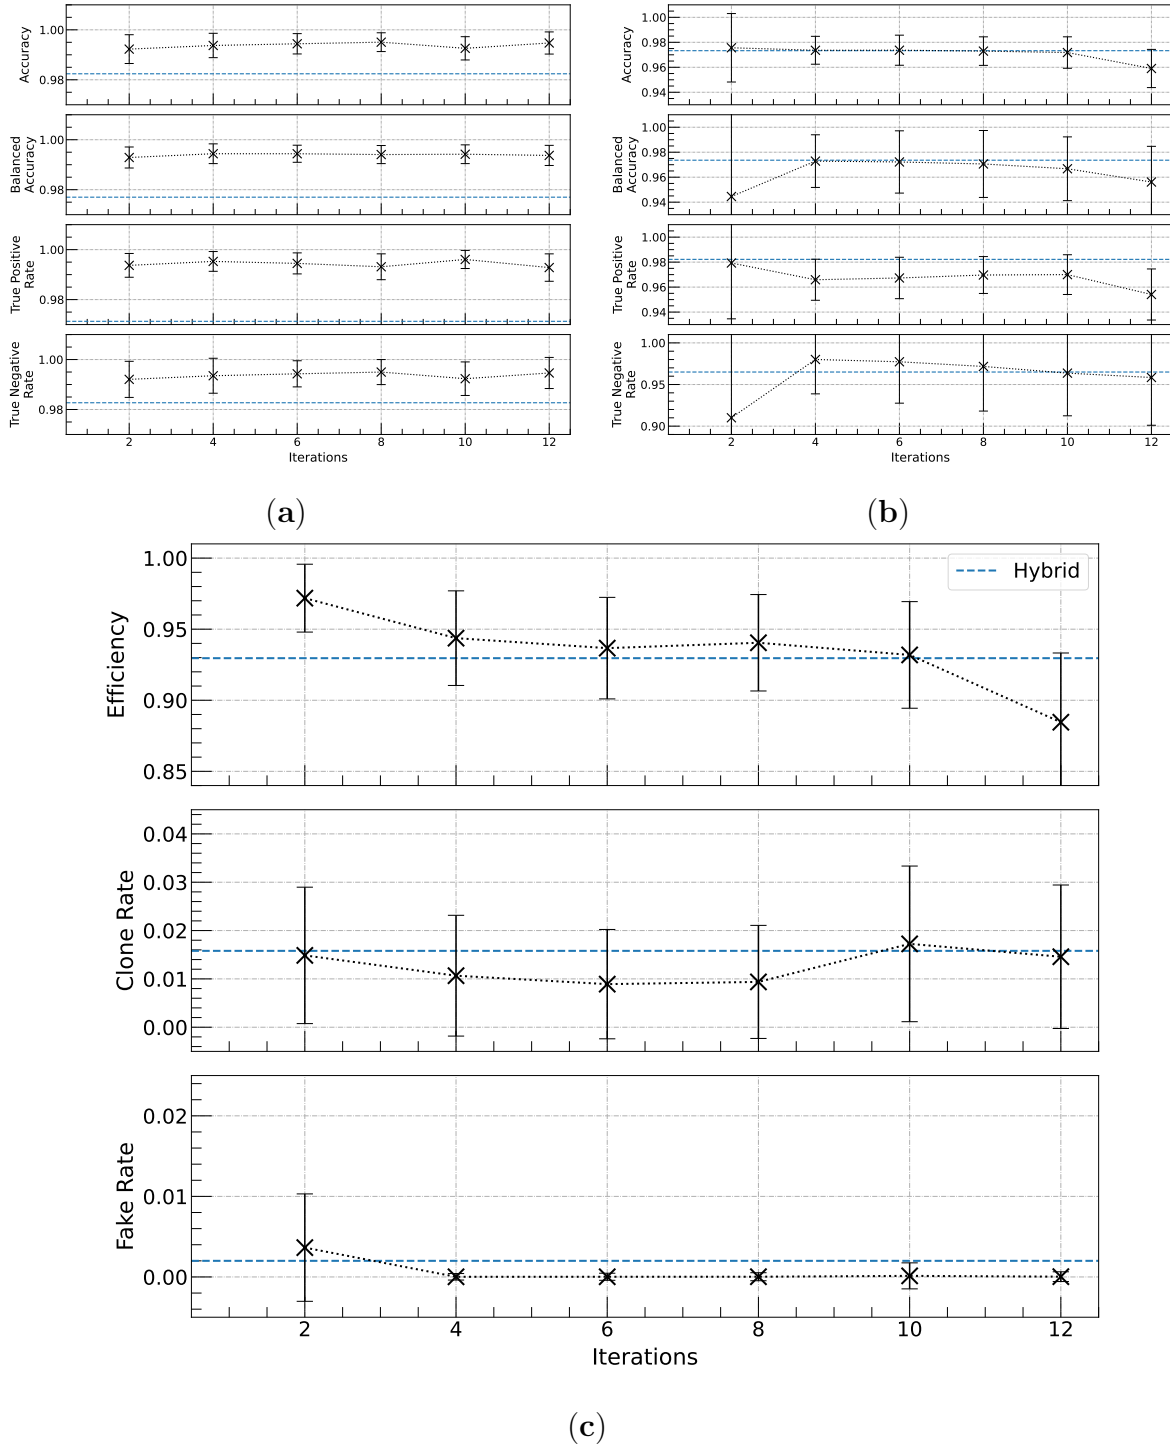 1.00
0.98
Accuracy
1.00
0.98
Balanced
Accuracy
1.00
0.98
True Positive
Rate
1.00
0.98
True Negative
Rate
2 4 6 8 10 12
Iterations
(a)
1.00
0.98
0.96
0.94
Accuracy
1.00
0.98
0.96
0.94
Balanced
Accuracy
1.00
0.98
0.96
0.94
True Positive
Rate
1.00
0.95
0.90
True Negative
Rate
2 4 6 8 10 12
Iterations
(b)
1.00
0.95
0.90
0.85
Efficiency
Hybrid
0.04
0.03
0.02
0.01
0.00
Clone Rate
0.02
0.01
0.00
Fake Rate
2 4 6 8 10 12
Iterations
(c)